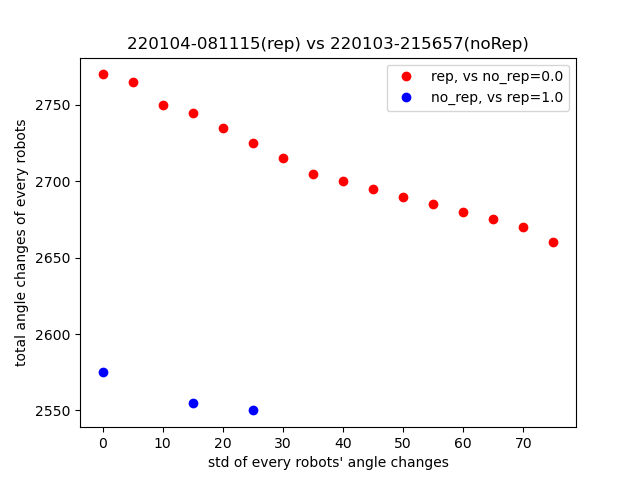 220104-081115(rep) vs 220103-215657(noRep)
rep, vs no_rep=0.0
no_rep, vs rep=1.0
total angle changes of every robots
2750
2700
2650
2600
2550
0 10 20 30 40 50 60 70
std of every robots' angle changes